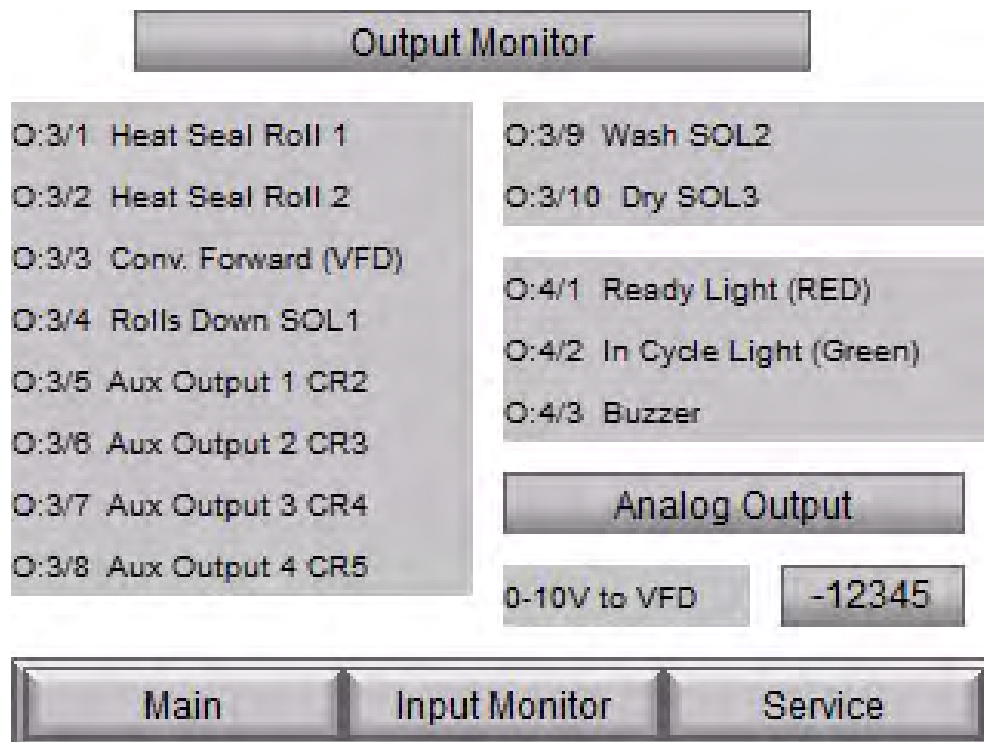 Output Monitor
O:3/1 Heat Seal Roll 1
O:3/2 Heat Seal Roll 2
O:3/3 Conv. Forward (VFD)
O:3/4 Rolls Down SOL1
O:3/5 Aux Output 1 CR2
O:3/6 Aux Output 2 CR3
O:3/7 Aux Output 3 CR4
O:3/8 Aux Output 4 CR5
O:3/9 Wash SOL2
O:3/10 Dry SOL3
O:4/1 Ready Light (RED)
O:4/2 In Cycle Light (Green)
O:4/3 Buzzer
Analog Output
0-10V to VFD -12345
Main Input Monitor Service